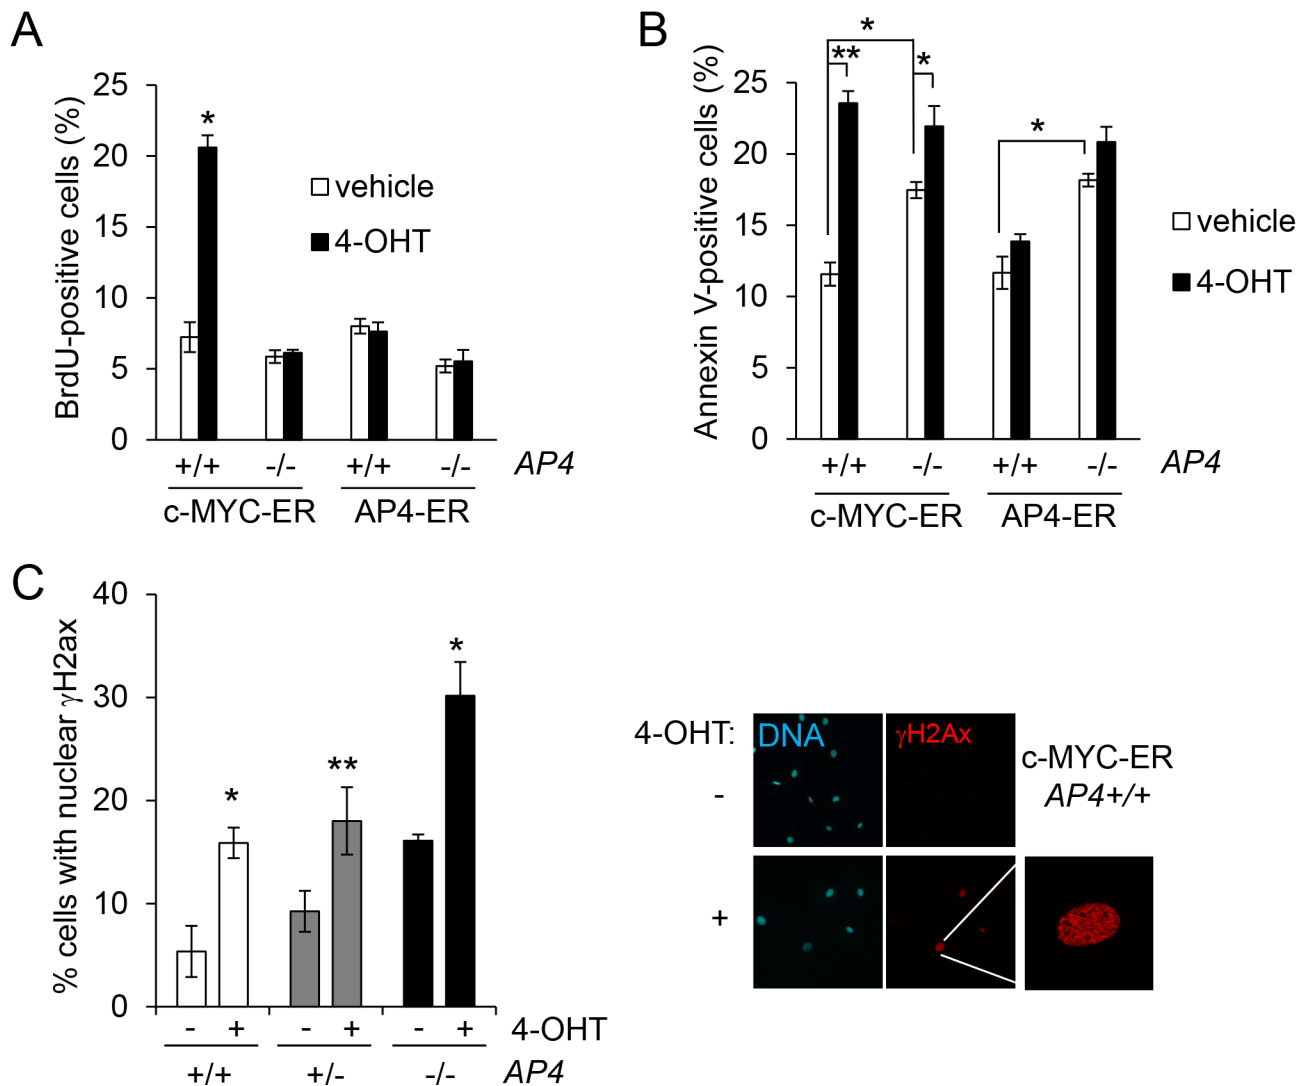 A
BrdU-positive cells (%)
25
20
15
10
5
0
*
vehicle
4-OHT
+/+ -/- +/+ -/- AP4
c-MYC-ER AP4-ER
B
Annexin V-positive cells (%)
25
20
15
10
5
0
* ** * *
vehicle
4-OHT
+/+ -/- +/+ -/- AP4
c-MYC-ER AP4-ER
C
% cells with nuclear γH2ax
40
30
20
10
0
* ** *
- + - + - + 4-OHT
+/+ +/- -/- AP4
4-OHT: DNA γH2Ax
-
+
c-MYC-ER
AP4+/+